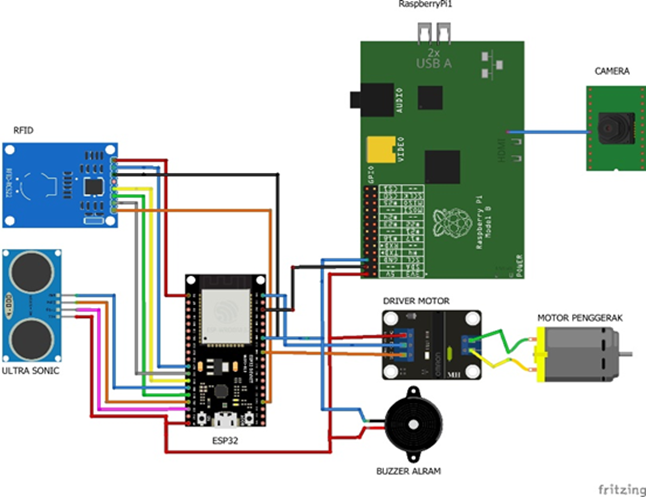 RaspberryPi1
2x
USB A
CAMERA
RFID
AUDIO
VIDEO
HDMI
GPIO
Raspberry Pi
Model B
POWER
DRIVER MOTOR
MOTOR PENGGERAK
ULTRA SONIC
ESP32
BUZZER ALRAM
fritzing